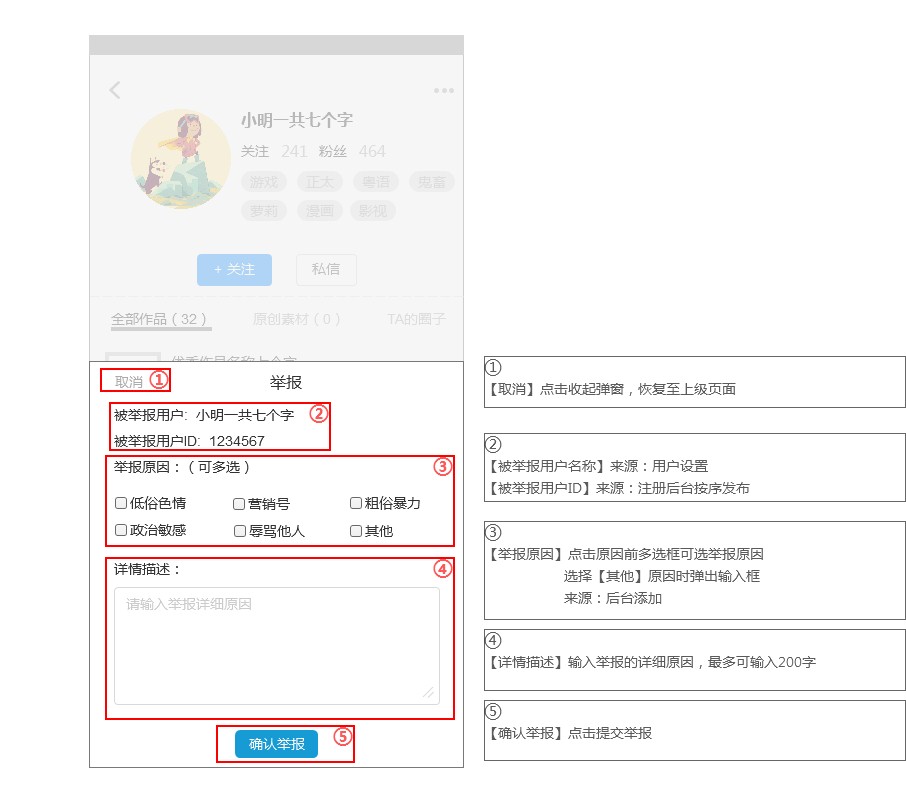 小明一共七个字
关注 241 粉丝 464
游戏 正太 粤语 鬼畜
萝莉 漫画 影视
+ 关注 私信
全部作品（32） 原创素材（0） TA的圈子
优秀作品名称七个字
取消 ① 举报
被举报用户: 小明一共七个字 ②
被举报用户ID: 1234567
举报原因：（可多选） ③
低俗色情 营销号 粗俗暴力
政治敏感 辱骂他人 其他
详情描述： ④
请输入举报详细原因
确认举报 ⑤
①
【取消】点击收起弹窗，恢复至上级页面
②
【被举报用户名称】来源：用户设置
【被举报用户ID】来源：注册后台按序发布
③
【举报原因】点击原因前多选框可选举报原因
选择【其他】原因时弹出输入框
来源：后台添加
④
【详情描述】输入举报的详细原因，最多可输入200字
⑤
【确认举报】点击提交举报